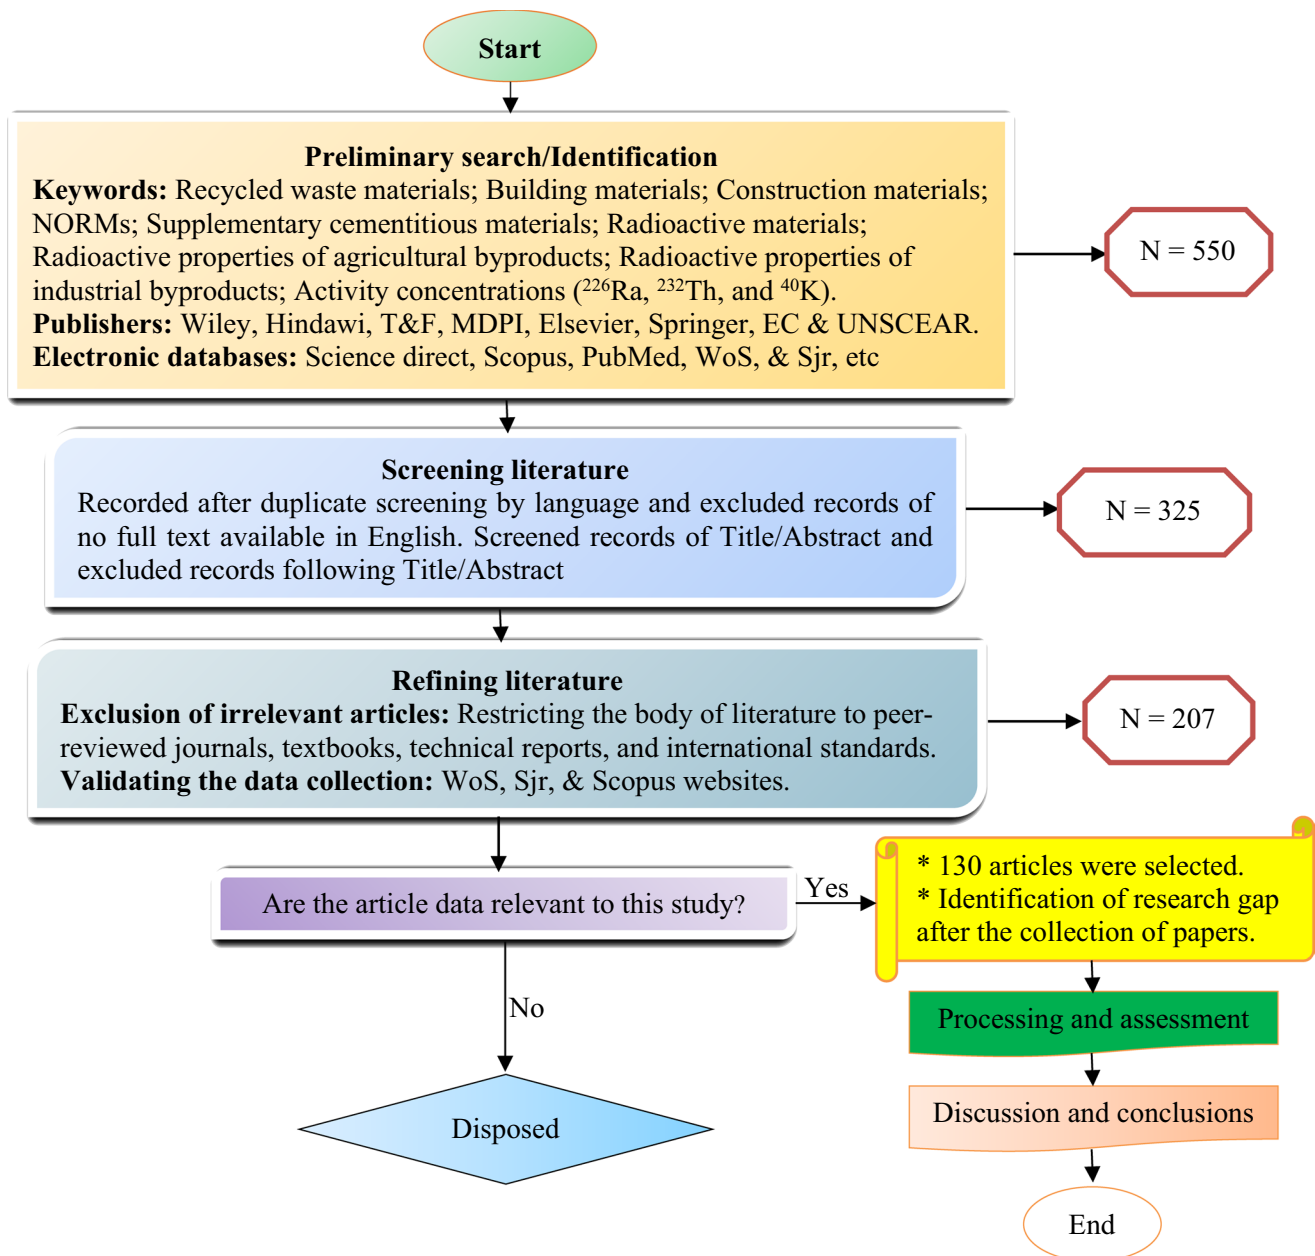 Start
Preliminary search/Identification
Keywords: Recycled waste materials; Building materials; Construction materials;
NORMs; Supplementary cementitious materials; Radioactive materials;
Radioactive properties of agricultural byproducts; Radioactive properties of
industrial byproducts; Activity concentrations (²²⁶Ra, ²³²Th, and ⁴⁰K).
Publishers: Wiley, Hindawi, T&F, MDPI, Elsevier, Springer, EC & UNSCEAR.
Electronic databases: Science direct, Scopus, PubMed, WoS, & Sjr, etc
N = 550
Screening literature
Recorded after duplicate screening by language and excluded records of
no full text available in English. Screened records of Title/Abstract and
excluded records following Title/Abstract
N = 325
Refining literature
Exclusion of irrelevant articles: Restricting the body of literature to peer-
reviewed journals, textbooks, technical reports, and international standards.
Validating the data collection: WoS, Sjr, & Scopus websites.
N = 207
Are the article data relevant to this study?
Yes
* 130 articles were selected.
* Identification of research gap
after the collection of papers.
No
Disposed
Processing and assessment
Discussion and conclusions
End